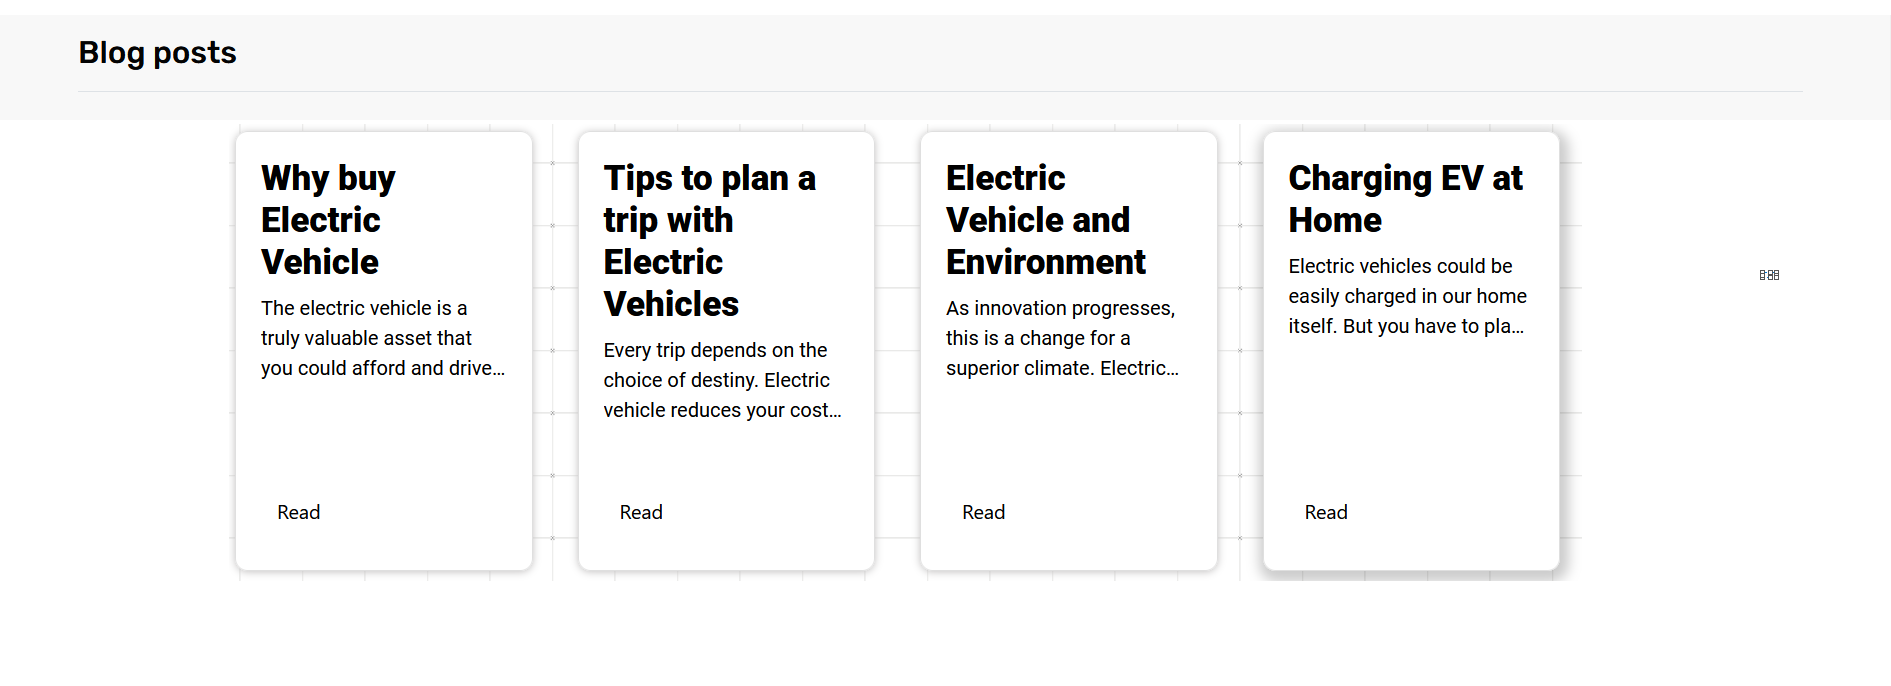 Blog posts
Why buy
Electric
Vehicle
The electric vehicle is a
truly valuable asset that
you could afford and drive...
Read
Tips to plan a
trip with
Electric
Vehicles
Every trip depends on the
choice of destiny. Electric
vehicle reduces your cost...
Read
Electric
Vehicle and
Environment
As innovation progresses,
this is a change for a
superior climate. Electric...
Read
Charging EV at
Home
Electric vehicles could be
easily charged in our home
itself. But you have to pla...
Read